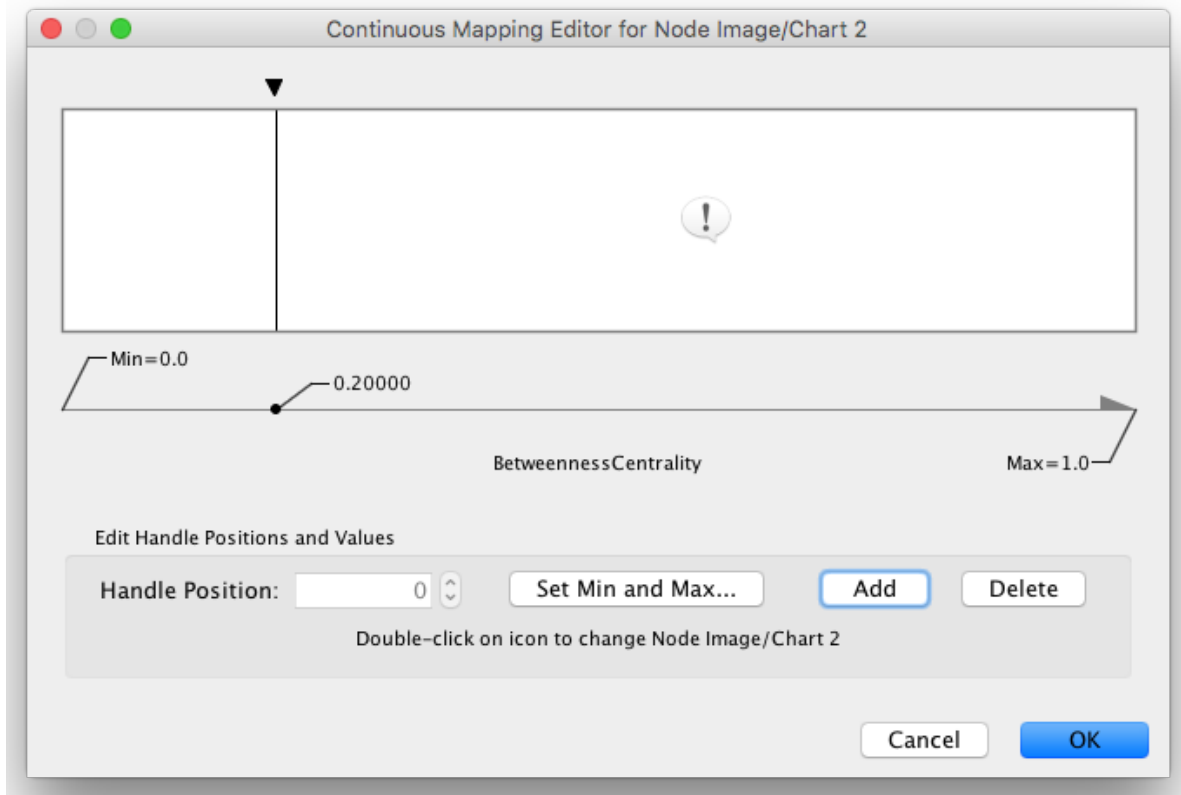 Continuous Mapping Editor for Node Image/Chart 2
!
Min=0.0
0.20000
BetweennessCentrality
Max=1.0
Edit Handle Positions and Values
Handle Position: 0 Set Min and Max... Add Delete
Double-click on icon to change Node Image/Chart 2
Cancel OK